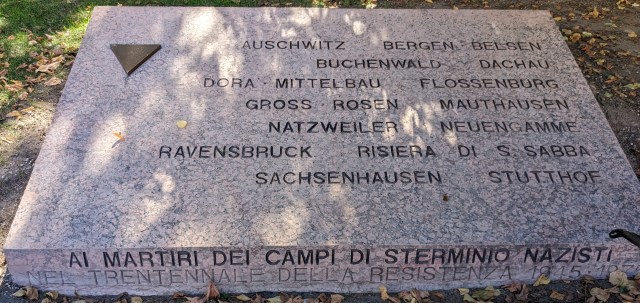 AUSCHWITZ BERGEN BELSEN
BUCHENWALD DACHAU
DORA · MITTELBAU FLOSSENBURG
GROSS · ROSEN MAUTHAUSEN
NATZWEILER NEUENGAMME
RAVENSBRUCK RISIERA DI S. SABBA
SACHSENHAUSEN STUTTHOF
AI MARTIRI DEI CAMPI DI STERMINIO NAZISTI
NEL TRENTENNALE DELLA RESISTENZA